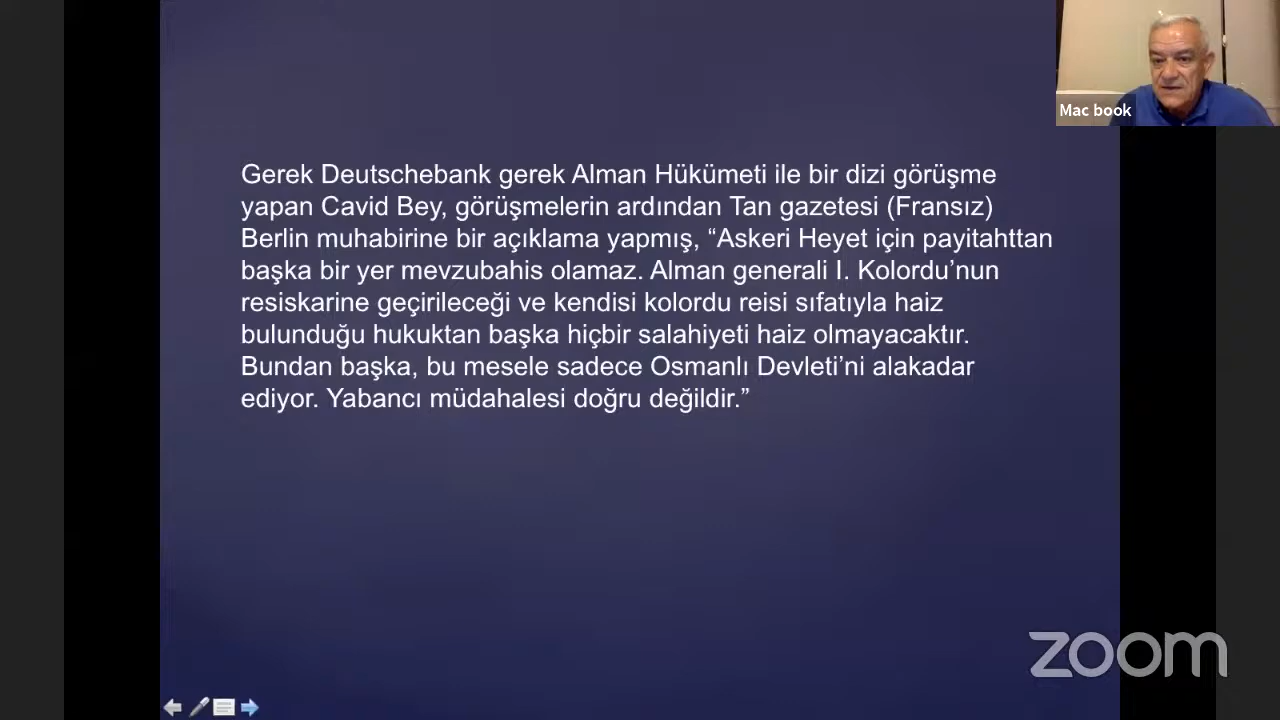 Mac book
Gerek Deutschebank gerek Alman Hükümeti ile bir dizi görüşme
yapan Cavid Bey, görüşmelerin ardından Tan gazetesi (Fransız)
Berlin muhabirine bir açıklama yapmış, “Askeri Heyet için payitahttan
başka bir yer mevzubahis olamaz. Alman generali I. Kolordu’nun
resiskarine geçirileceği ve kendisi kolordu reisi sıfatıyla haiz
bulunduğu hukuktan başka hiçbir salahiyeti haiz olmayacaktır.
Bundan başka, bu mesele sadece Osmanlı Devleti’ni alakadar
ediyor. Yabancı müdahalesi doğru değildir.”
zoom